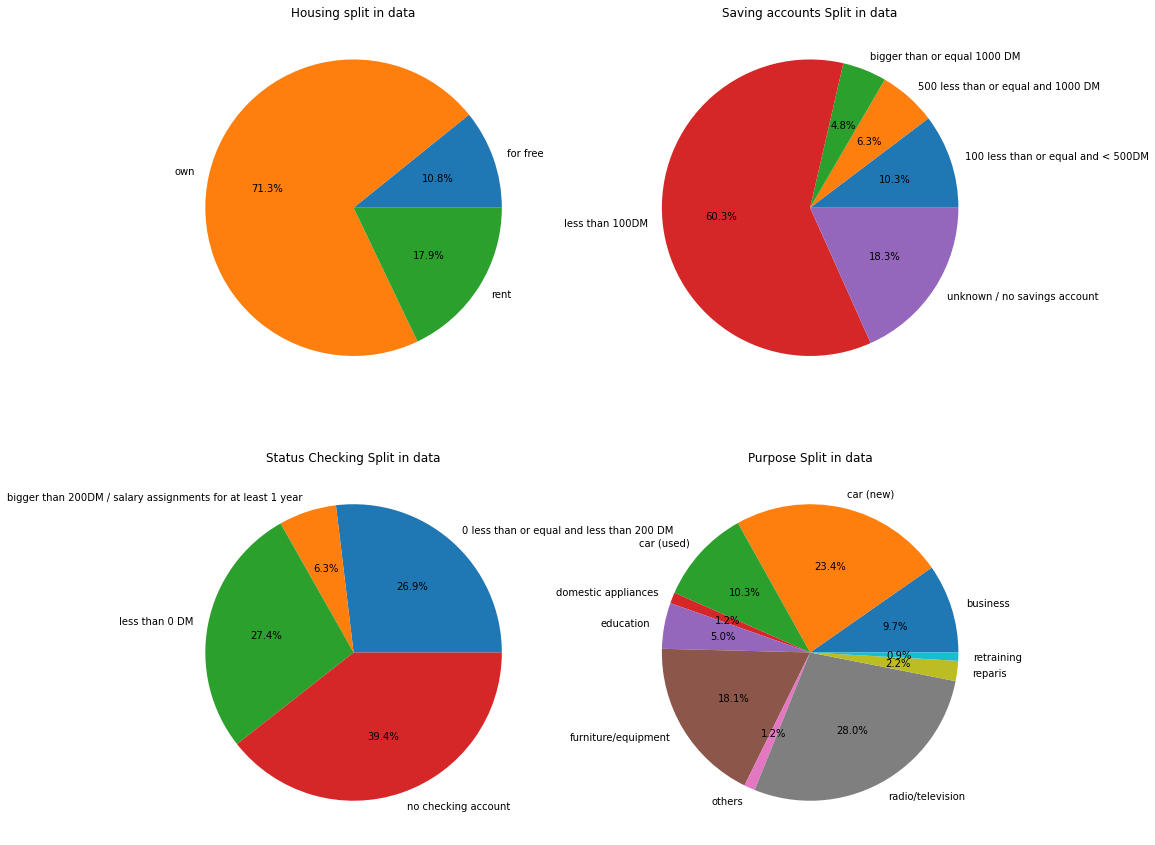 Housing split in data
for free
10.8%
own
71.3%
17.9%
rent
Saving accounts Split in data
bigger than or equal 1000 DM
500 less than or equal and 1000 DM
4.8%
6.3%
100 less than or equal and < 500DM
10.3%
less than 100DM
60.3%
18.3%
unknown / no savings account
Status Checking Split in data
bigger than 200DM / salary assignments for at least 1 year
0 less than or equal and less than 200 DM
6.3%
26.9%
less than 0 DM
27.4%
39.4%
no checking account
Purpose Split in data
car (new)
car (used)
23.4%
10.3%
domestic appliances
business
1.2%
9.7%
education
5.0%
0.9%
retraining
2.2%
reparis
18.1%
furniture/equipment
1.2%
28.0%
others
radio/television